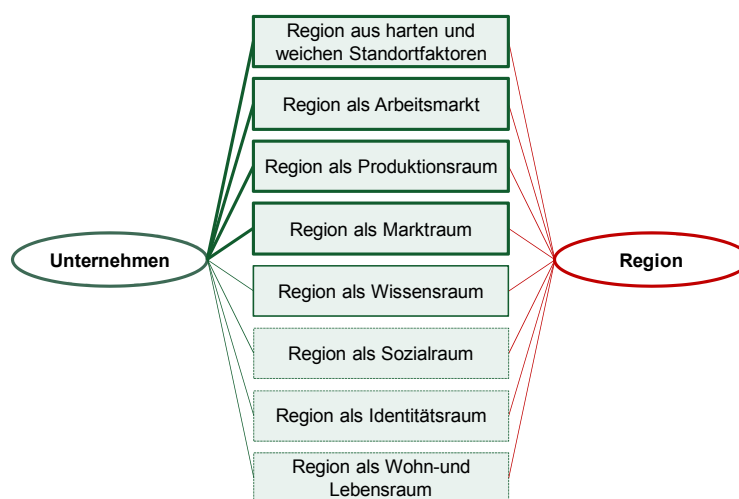 Region aus harten und
weichen Standortfaktoren
Region als Arbeitsmarkt
Region als Produktionsraum
Region als Marktraum
Unternehmen
Region
Region als Wissensraum
Region als Sozialraum
Region als Identitätsraum
Region als Wohn-und
Lebensraum